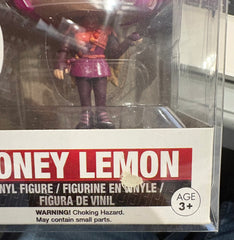 ONEY LEMON
NYL FIGURE / FIGURINE EN VINYLE /
FIGURA DE VINIL
AGE
3+
WARNING! Choking Hazard.
May contain small parts.